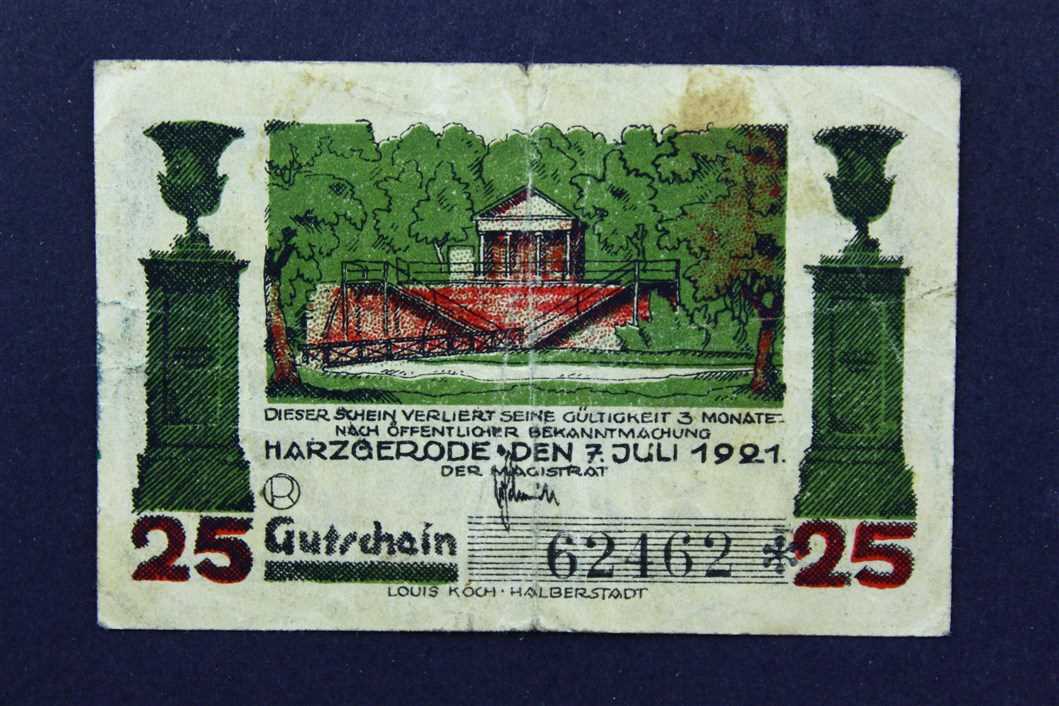 DIESER SCHEIN VERLIERT SEINE GÜLTIGKEIT 3 MONATE
NACH ÖFFENTLICHER BEKANNTMACHUNG
HARZGERODE · DEN 7. JULI 1921.
DER MAGISTRAT
R
25 Gutschein 62462 * 25
LOUIS KOCH · HALBERSTADT